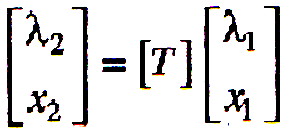 [λ₂
x₂] = [T] [λ₁
x₁]